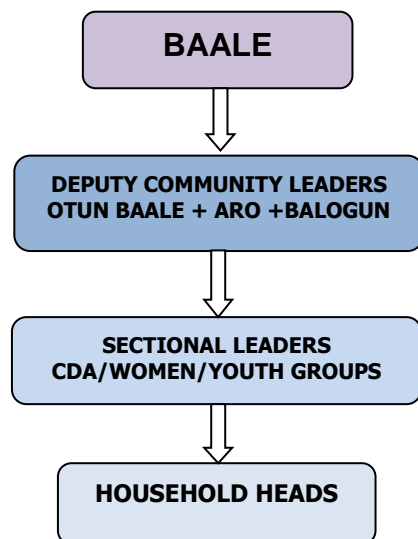 BAALE
DEPUTY COMMUNITY LEADERS
OTUN BAALE + ARO +BALOGUN
SECTIONAL LEADERS
CDA/WOMEN/YOUTH GROUPS
HOUSEHOLD HEADS